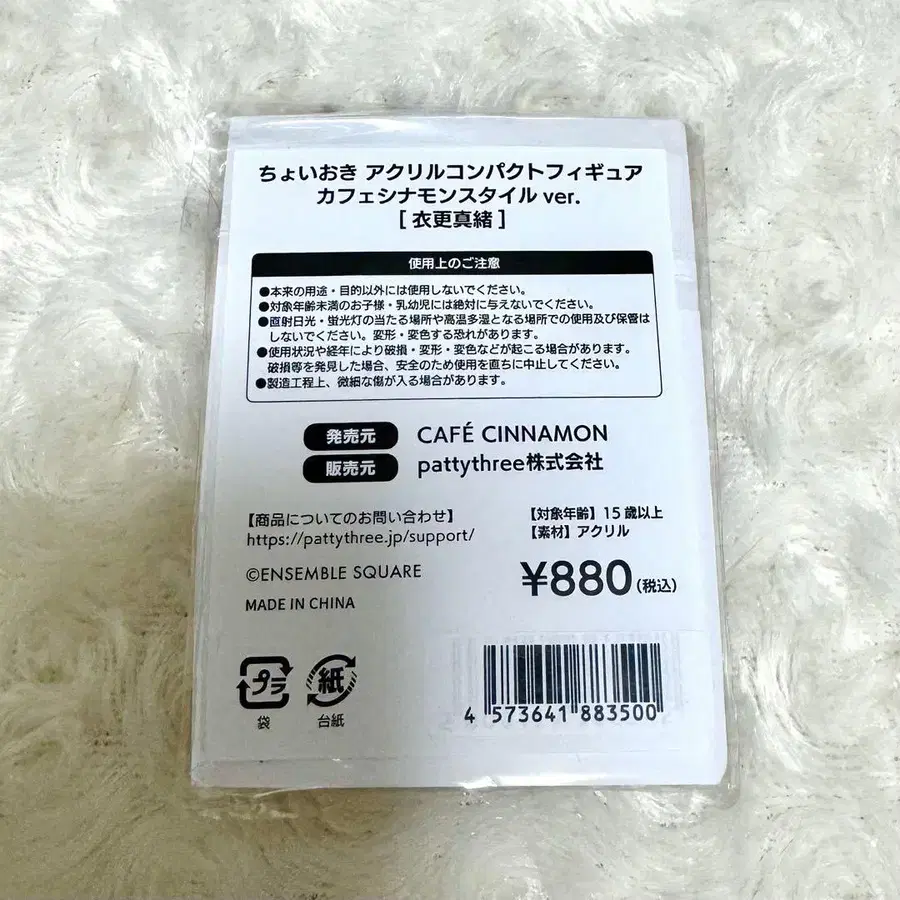 ちょいおき アクリルコンパクトフィギュア
カフェシナモンスタイル ver.
[ 衣更真緒 ]
使用上のご注意
●本来の用途・目的以外には使用しないでください。
●対象年齢未満のお子様・乳幼児には絶対に与えないでください。
●直射日光・蛍光灯の当たる場所や高温多湿となる場所での使用及び保管は
しないでください。変形・変色する恐れがあります。
●使用状況や経年により破損・変形・変色などが起こる場合があります。
破損等を発見した場合、安全のため使用を直ちに中止してください。
●製造工程上、微細な傷が入る場合があります。
発売元 CAFÉ CINNAMON
販売元 pattythree株式会社
【商品についてのお問い合わせ】
https://pattythree.jp/support/
【対象年齢】15歳以上
【素材】アクリル
©ENSEMBLE SQUARE
¥880(税込)
MADE IN CHINA
プラ 紙
袋 台紙
4 573641 883500